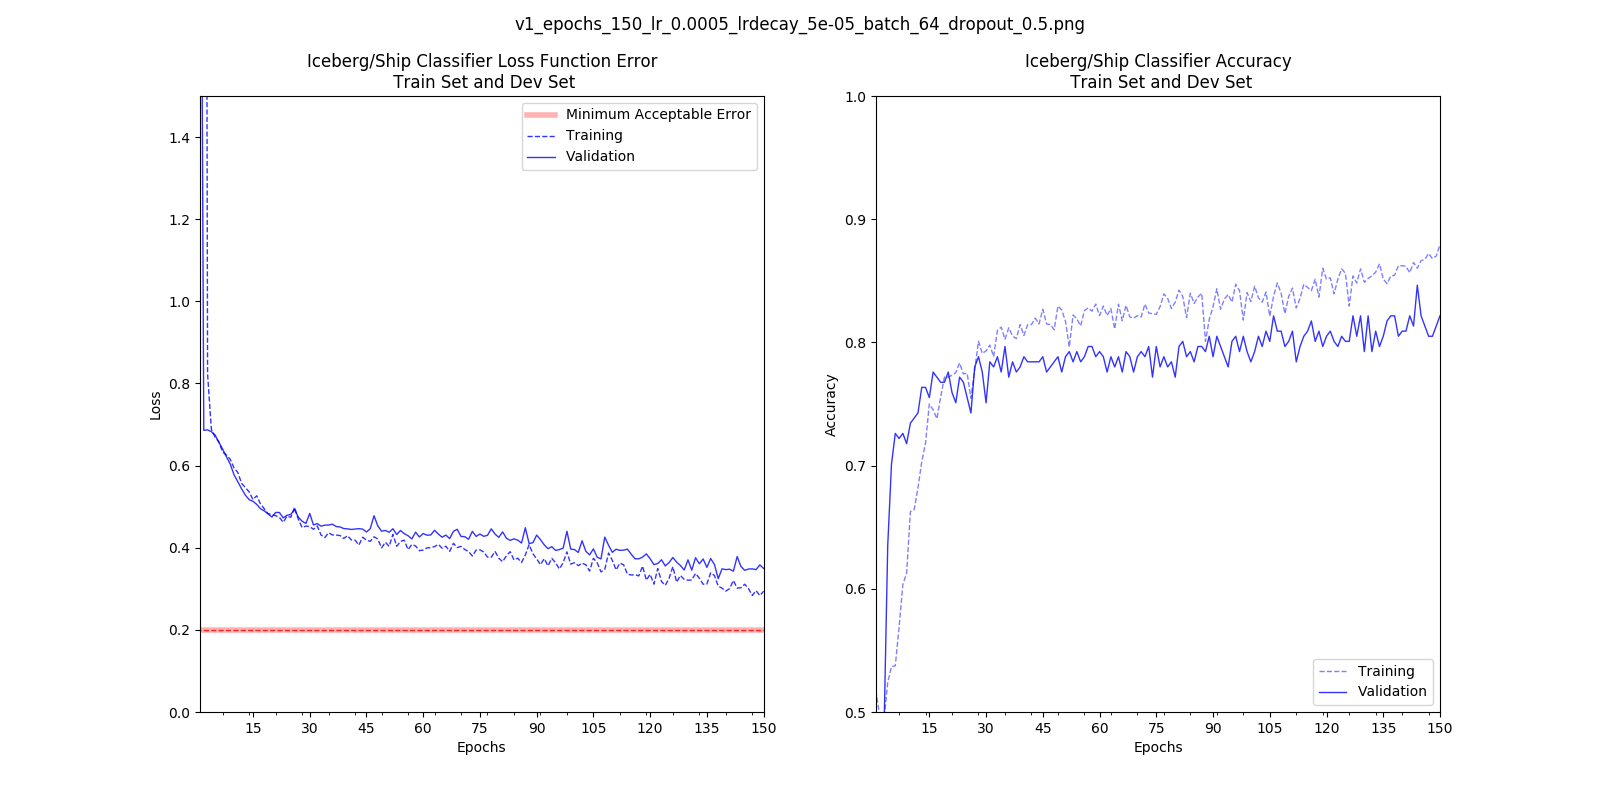 v1_epochs_150_lr_0.0005_lrdecay_5e-05_batch_64_dropout_0.5.png
Iceberg/Ship Classifier Loss Function Error
Train Set and Dev Set
Minimum Acceptable Error
Training
Validation
1.4
1.2
1.0
0.8
0.6
0.4
0.2
0.0
Loss
15 30 45 60 75 90 105 120 135 150
Epochs
Iceberg/Ship Classifier Accuracy
Train Set and Dev Set
1.0
0.9
0.8
0.7
0.6
0.5
Accuracy
Training
Validation
15 30 45 60 75 90 105 120 135 150
Epochs